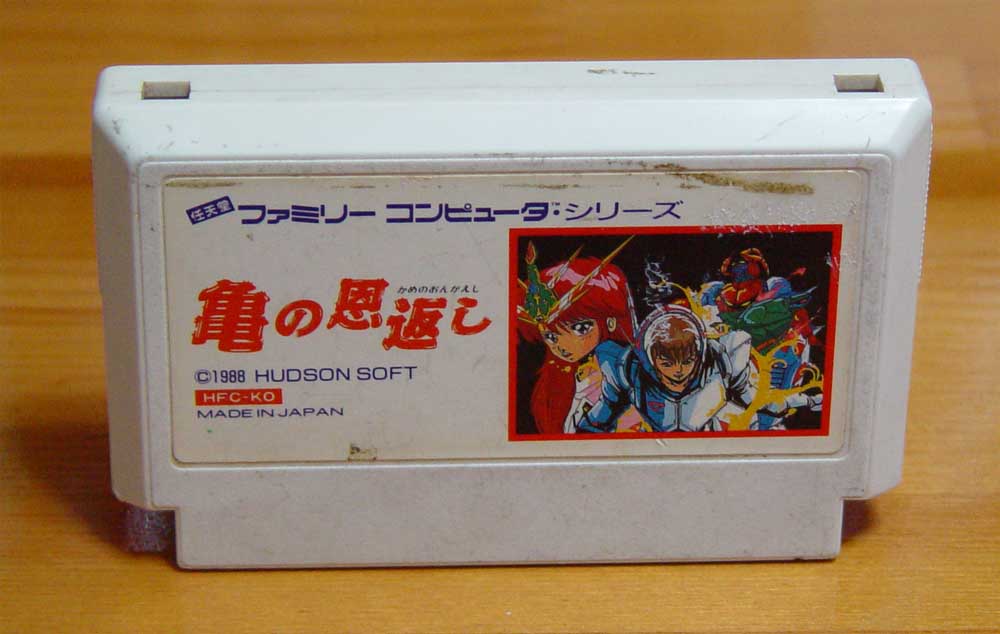 任天堂 ファミリー コンピュータ™・シリーズ
かめのおんがえし
亀の恩返し
©1988 HUDSON SOFT
HFC-KO
MADE IN JAPAN